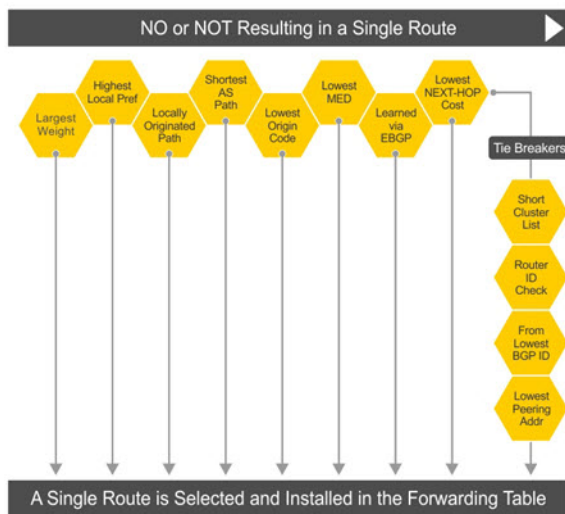 NO or NOT Resulting in a Single Route
Largest
Weight
Highest
Local Pref
Locally
Originated
Path
Shortest
AS
Path
Lowest
Origin
Code
Lowest
MED
Learned
via
EBGP
Lowest
NEXT-HOP
Cost
Tie Breakers
Short
Cluster
List
Router
ID
Check
From
Lowest
BGP ID
Lowest
Peering
Addr
A Single Route is Selected and Installed in the Forwarding Table